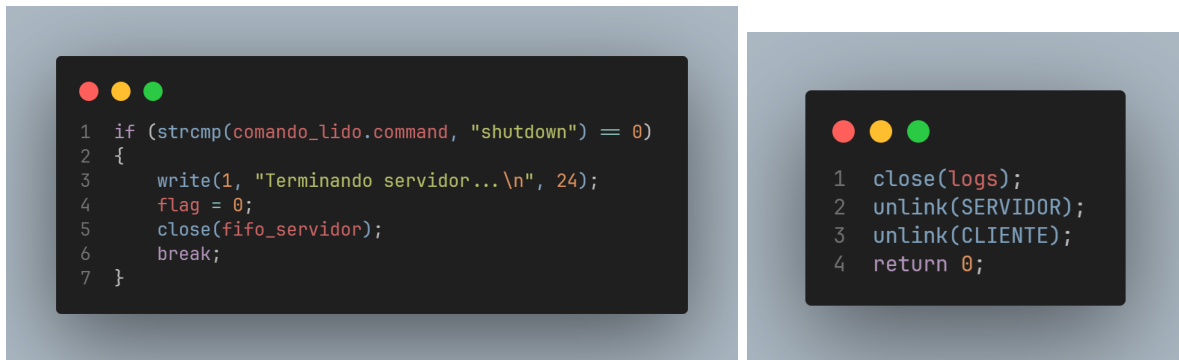 1 if (strcmp(comando_lido.command, "shutdown") == 0)
2 {
3     write(1, "Terminando servidor...\n", 24);
4     flag = 0;
5     close(fifo_servidor);
6     break;
7 }
1 close(logs);
2 unlink(SERVIDOR);
3 unlink(CLIENTE);
4 return 0;